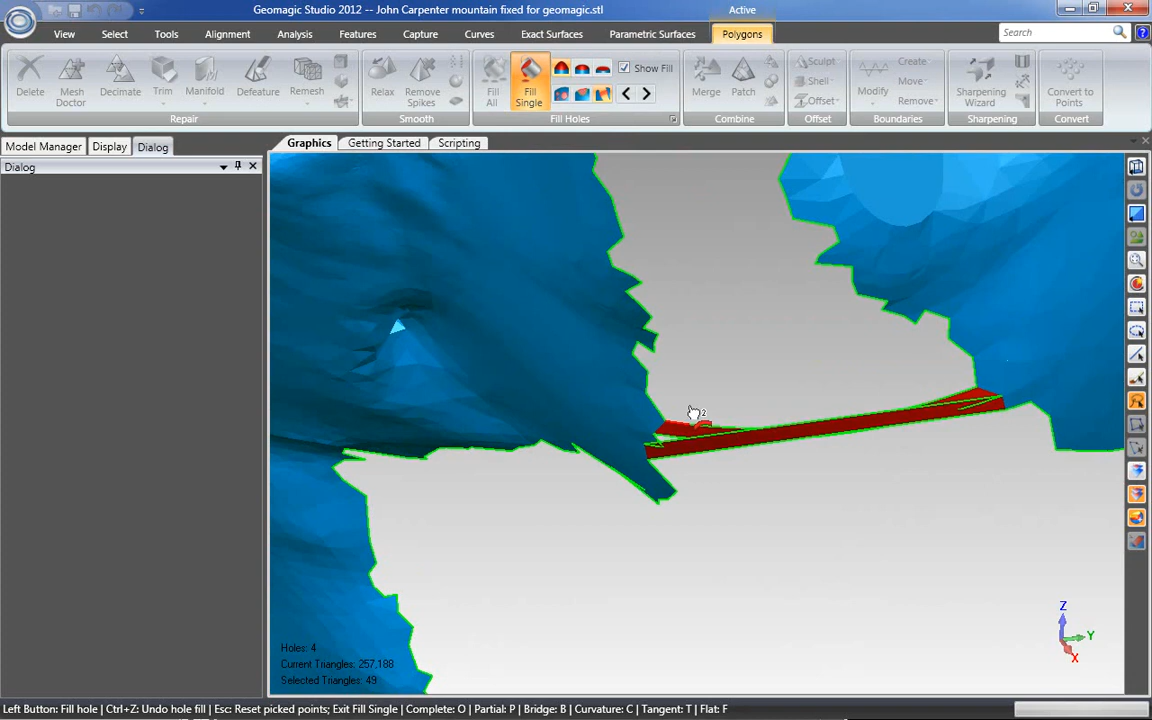 Geomagic Studio 2012 -- John Carpenter mountain fixed for geomagic.stl
Active
View Select Tools Alignment Analysis Features Capture Curves Exact Surfaces Parametric Surfaces Polygons
Search
Delete
Mesh Doctor
Decimate
Trim
Manifold
Defeature
Remesh
Repair
Relax
Remove Spikes
Smooth
Fill All
Fill Single
Show Fill
Fill Holes
Merge
Patch
Combine
Sculpt
Shell
Offset
Offset
Modify
Create
Move
Remove
Boundaries
Sharpening Wizard
Sharpening
Convert to Points
Convert
Model Manager Display Dialog
Graphics Getting Started Scripting
Dialog
2
Z
Y
X
Holes: 4
Current Triangles: 257.188
Selected Triangles: 49
Left Button: Fill hole | Ctrl+Z: Undo hole fill | Esc: Reset picked points; Exit Fill Single | Complete: O | Partial: P | Bridge: B | Curvature: C | Tangent: T | Flat: F